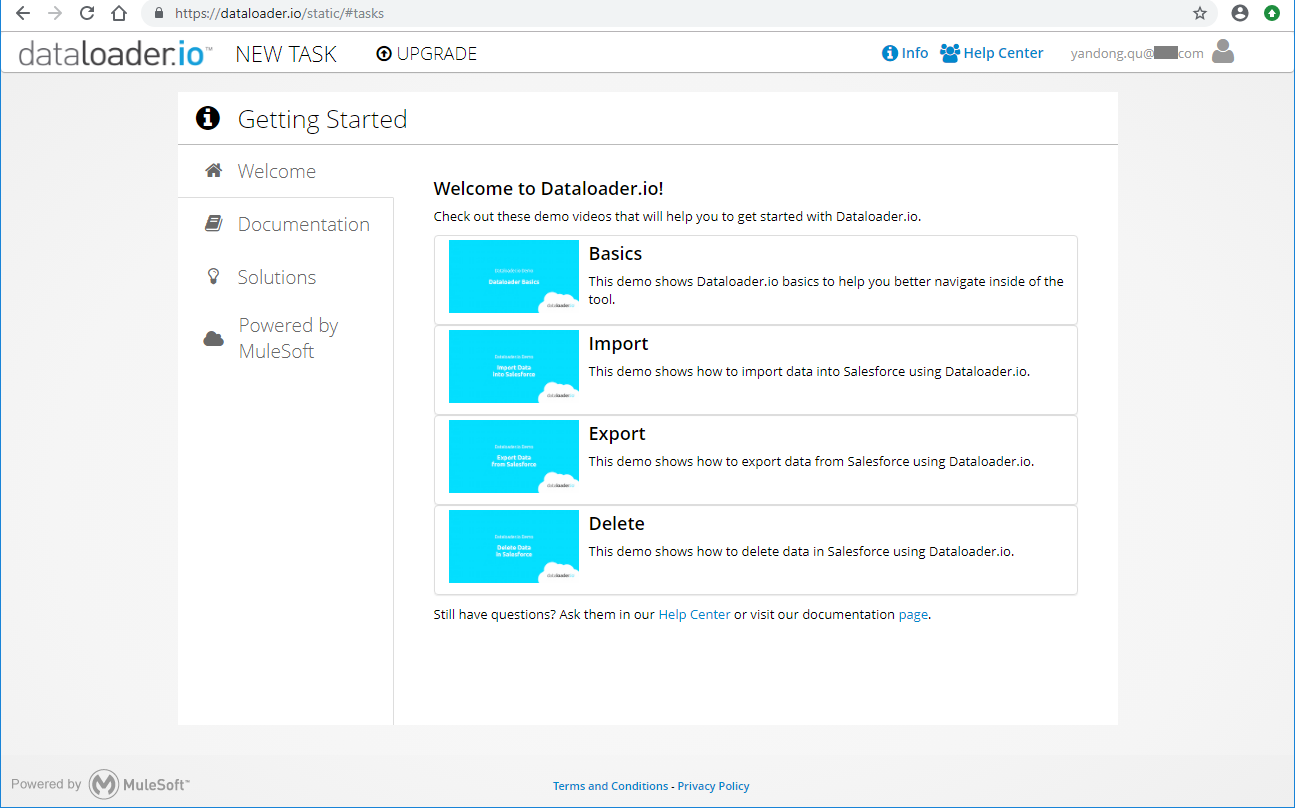 https://dataloader.io/static/#tasks
dataloader.io™ NEW TASK UPGRADE Info Help Center yandong.qu@ com
Getting Started
Welcome
Documentation
Solutions
Powered by
MuleSoft
Welcome to Dataloader.io!
Check out these demo videos that will help you to get started with Dataloader.io.
Dataloader.io Demo
Dataloader Basics
dataloader.io
Basics
This demo shows Dataloader.io basics to help you better navigate inside of the
tool.
Dataloader.io Demo
Import Data
into Salesforce
dataloader.io
Import
This demo shows how to import data into Salesforce using Dataloader.io.
Dataloader.io Demo
Export Data
from Salesforce
dataloader.io
Export
This demo shows how to export data from Salesforce using Dataloader.io.
Dataloader.io Demo
Delete Data
in Salesforce
dataloader.io
Delete
This demo shows how to delete data in Salesforce using Dataloader.io.
Still have questions? Ask them in our Help Center or visit our documentation page.
Powered by MuleSoft™
Terms and Conditions - Privacy Policy